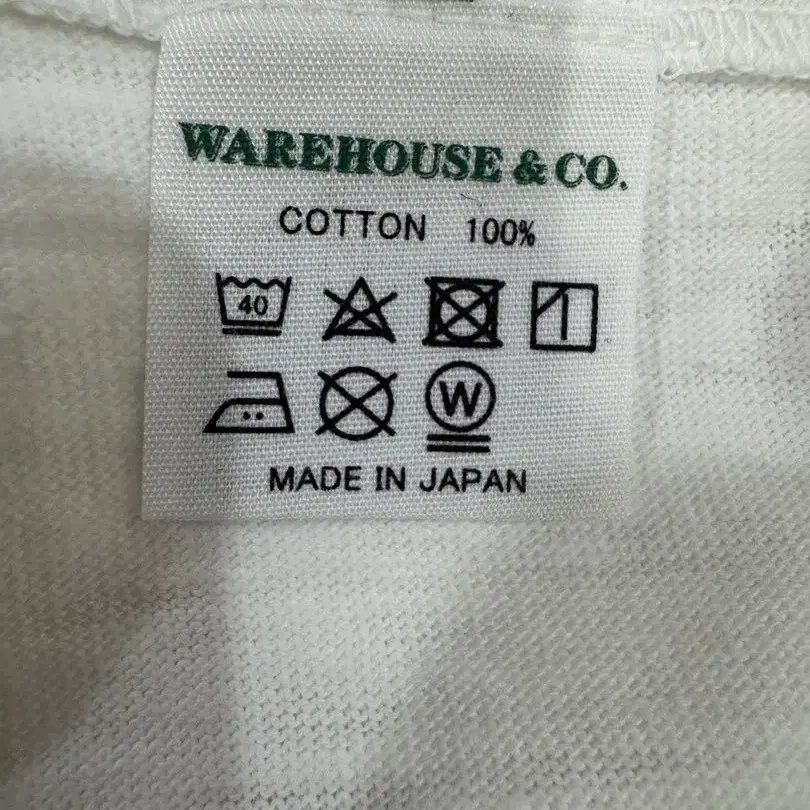 WAREHOUSE & CO.
COTTON 100%
40
W
MADE IN JAPAN